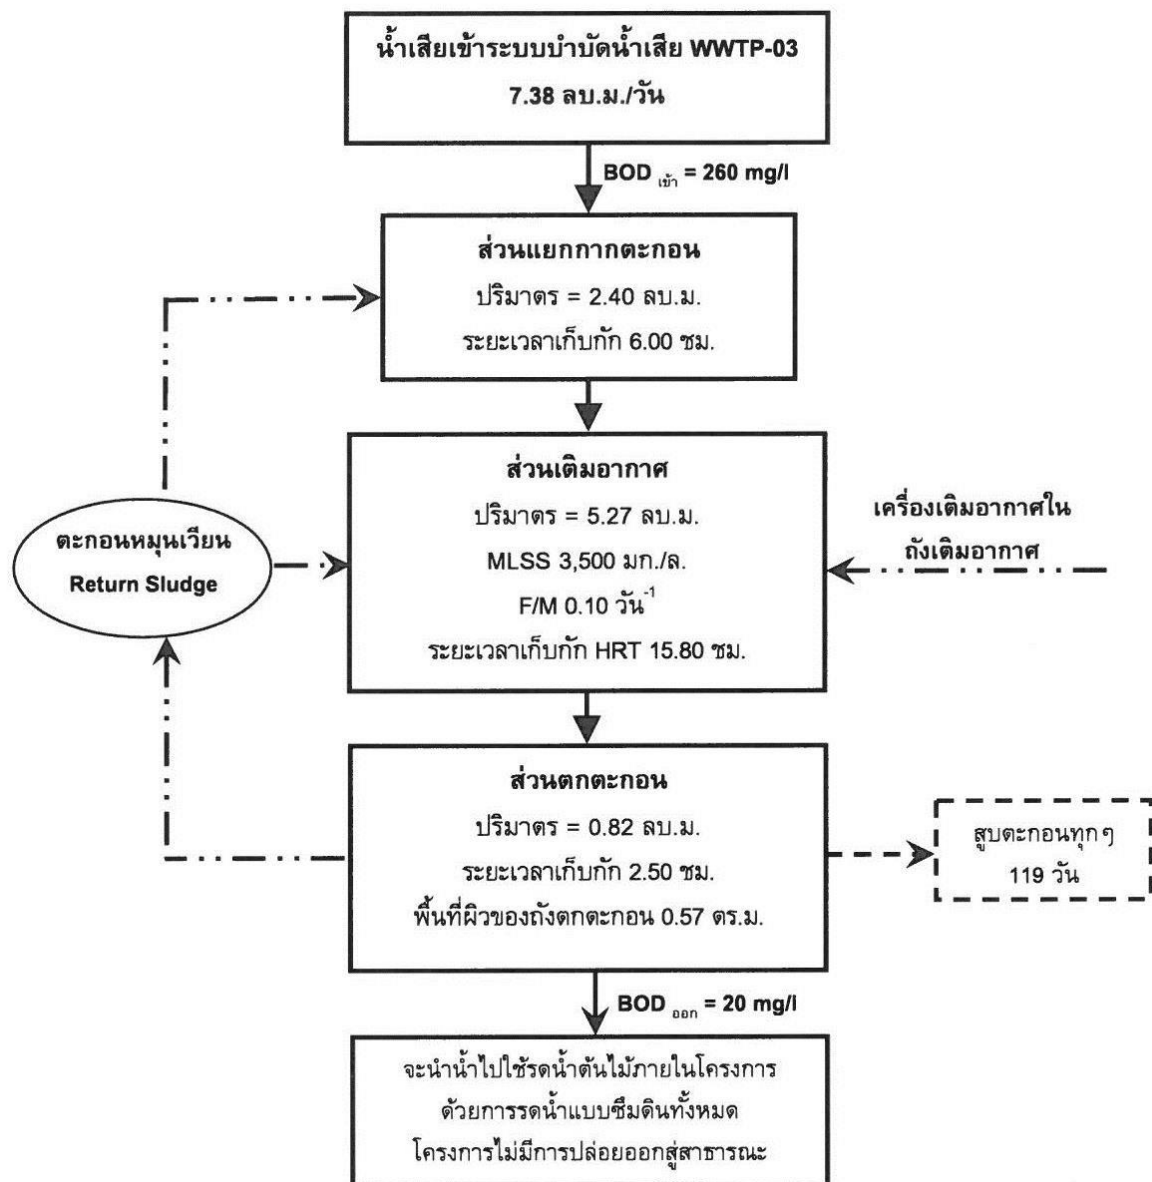 น้ำเสียเข้าระบบบำบัดน้ำเสีย WWTP-03
7.38 ลบ.ม./วัน
BOD เข้า = 260 mg/l
ส่วนแยกกากตะกอน
ปริมาตร = 2.40 ลบ.ม.
ระยะเวลาเก็บกัก 6.00 ชม.
ส่วนเติมอากาศ
ปริมาตร = 5.27 ลบ.ม.
MLSS 3,500 มก./ล.
F/M 0.10 วัน⁻¹
ระยะเวลาเก็บกัก HRT 15.80 ชม.
เครื่องเติมอากาศใน
ถังเติมอากาศ
ตะกอนหมุนเวียน
Return Sludge
ส่วนตกตะกอน
ปริมาตร = 0.82 ลบ.ม.
ระยะเวลาเก็บกัก 2.50 ชม.
พื้นที่ผิวของถังตกตะกอน 0.57 ตร.ม.
สูบตะกอนทุกๆ
119 วัน
BOD ออก = 20 mg/l
จะนำน้ำไปใช้รดน้ำต้นไม้ภายในโครงการ
ด้วยการรดน้ำแบบซึมดินทั้งหมด
โครงการไม่มีการปล่อยออกสู่สาธารณะ